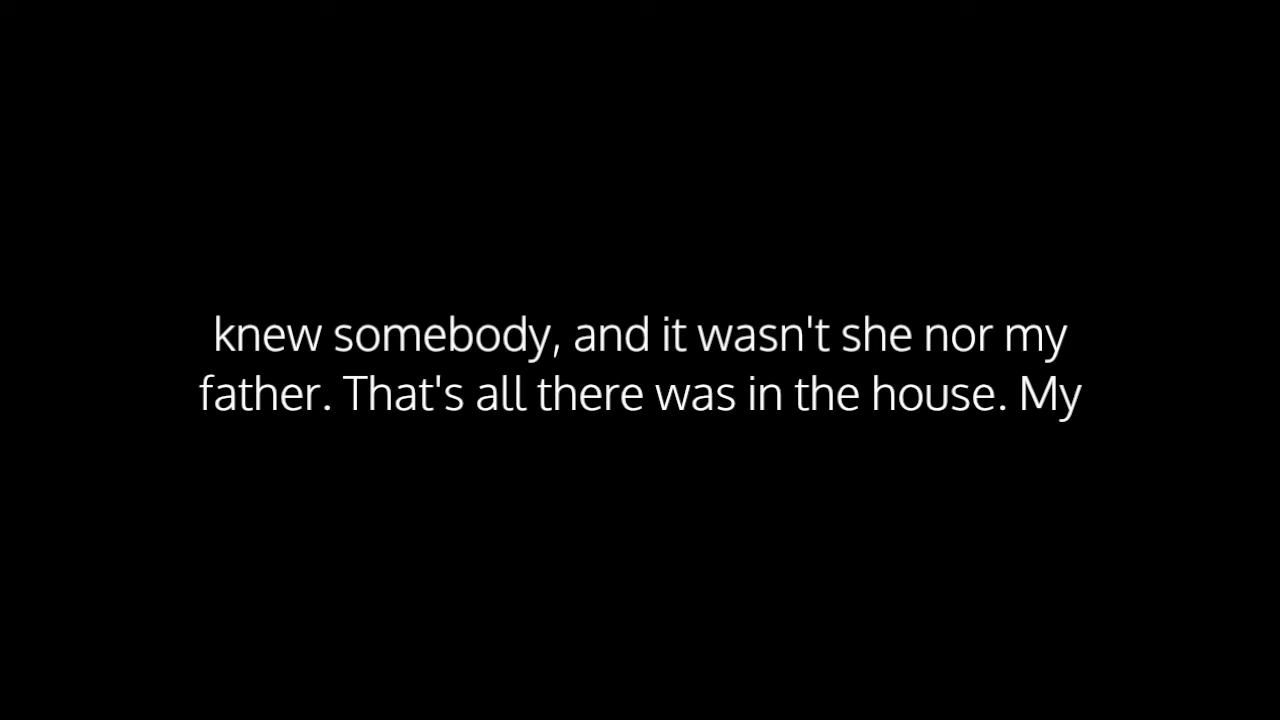 knew somebody, and it wasn't she nor my
father. That's all there was in the house. My